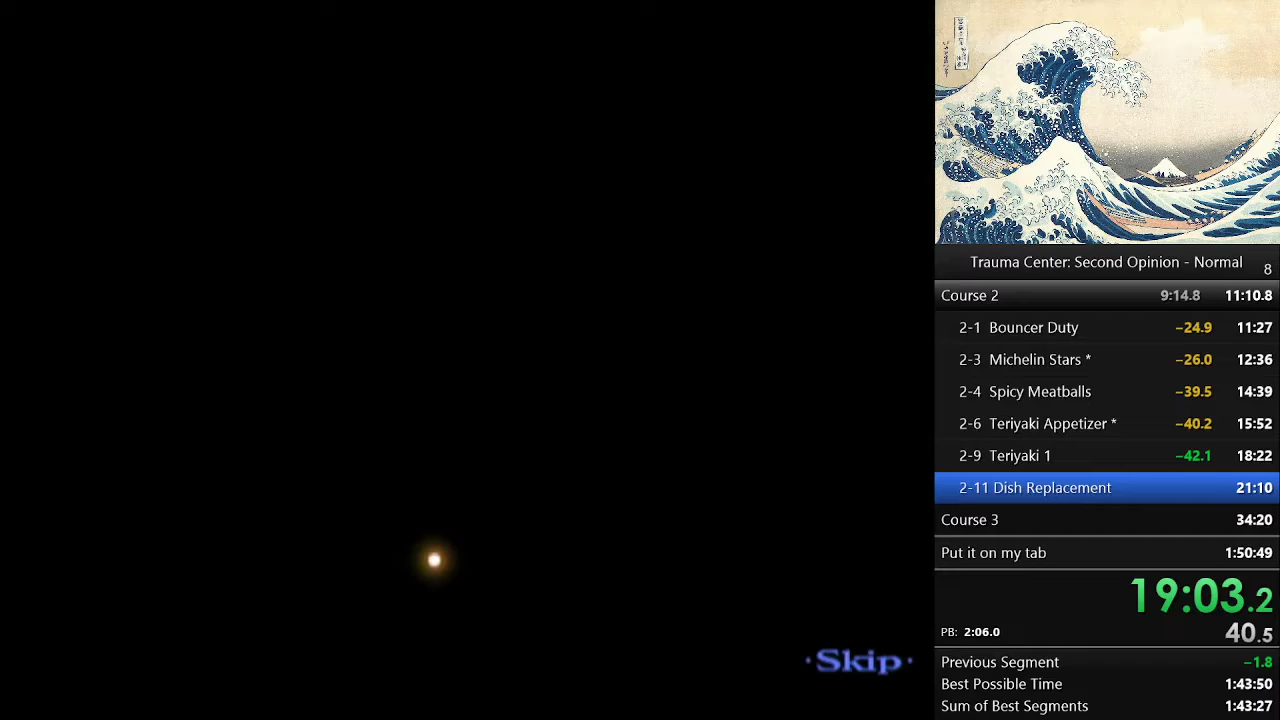 Trauma Center: Second Opinion - Normal
8
Course 2 9:14.8 11:10.8
2-1 Bouncer Duty −24.9 11:27
2-3 Michelin Stars * −26.0 12:36
2-4 Spicy Meatballs −39.5 14:39
2-6 Teriyaki Appetizer * −40.2 15:52
2-9 Teriyaki 1 −42.1 18:22
2-11 Dish Replacement 21:10
Course 3 34:20
Put it on my tab 1:50:49
19:03.2
PB: 2:06.0 40.5
·Skip·
Previous Segment −1.8
Best Possible Time 1:43:50
Sum of Best Segments 1:43:27